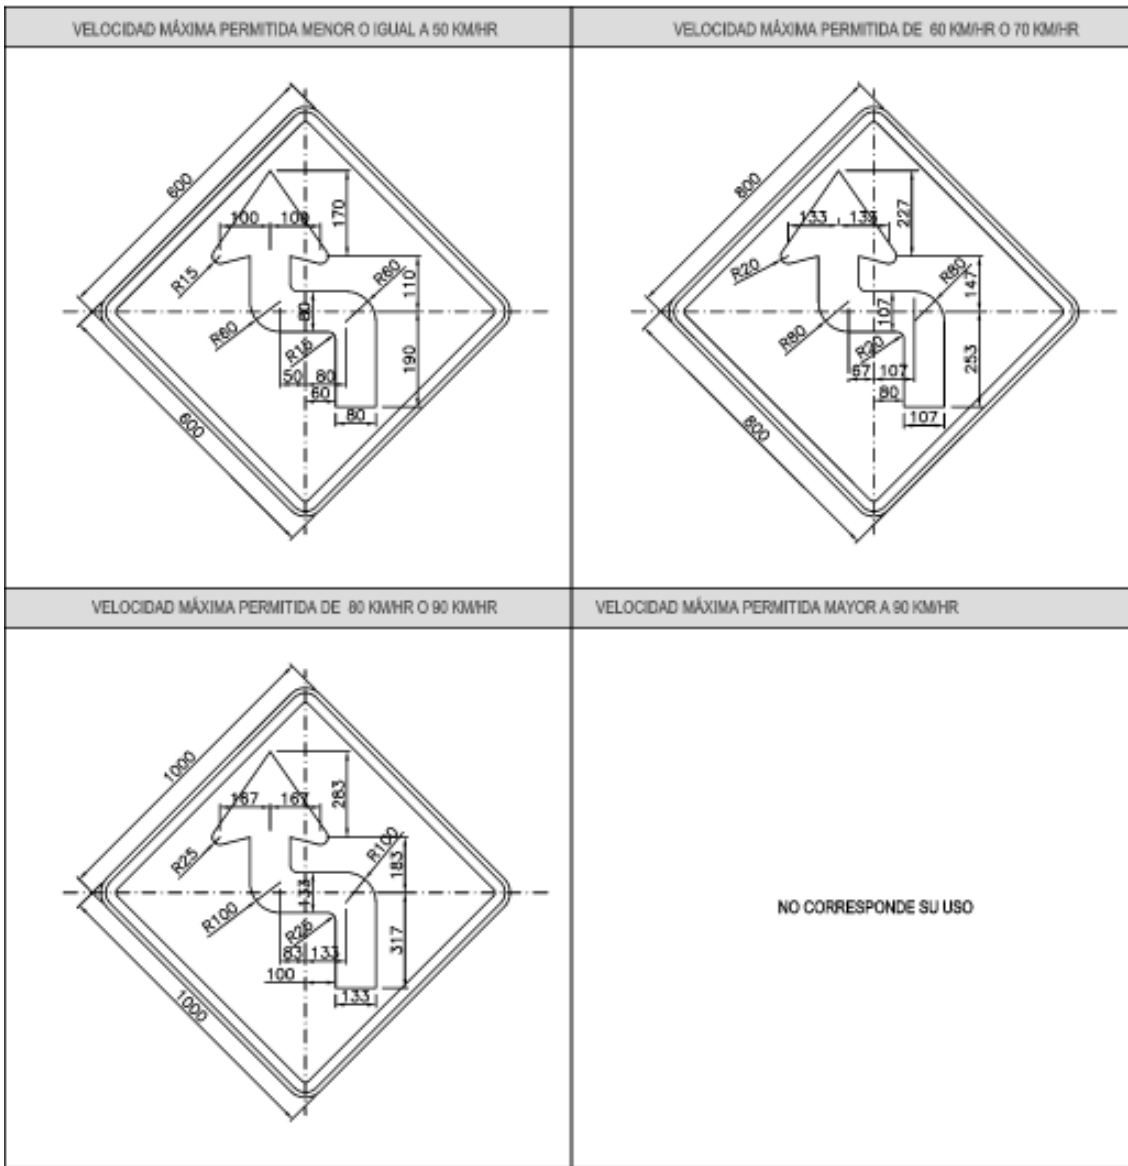 VELOCIDAD MÁXIMA PERMITIDA MENOR O IGUAL A 50 KM/HR
VELOCIDAD MÁXIMA PERMITIDA DE 60 KM/HR O 70 KM/HR
600
100
100
170
R15
R60
110
R60
80
R15
190
50
80
60
80
600
800
133
133
227
R20
R80
147
R80
107
R20
253
67
107
80
107
800
VELOCIDAD MÁXIMA PERMITIDA DE 80 KM/HR O 90 KM/HR
VELOCIDAD MÁXIMA PERMITIDA MAYOR A 90 KM/HR
1000
167
167
283
R25
R100
183
R100
133
R25
317
83
133
100
133
1000
NO CORRESPONDE SU USO